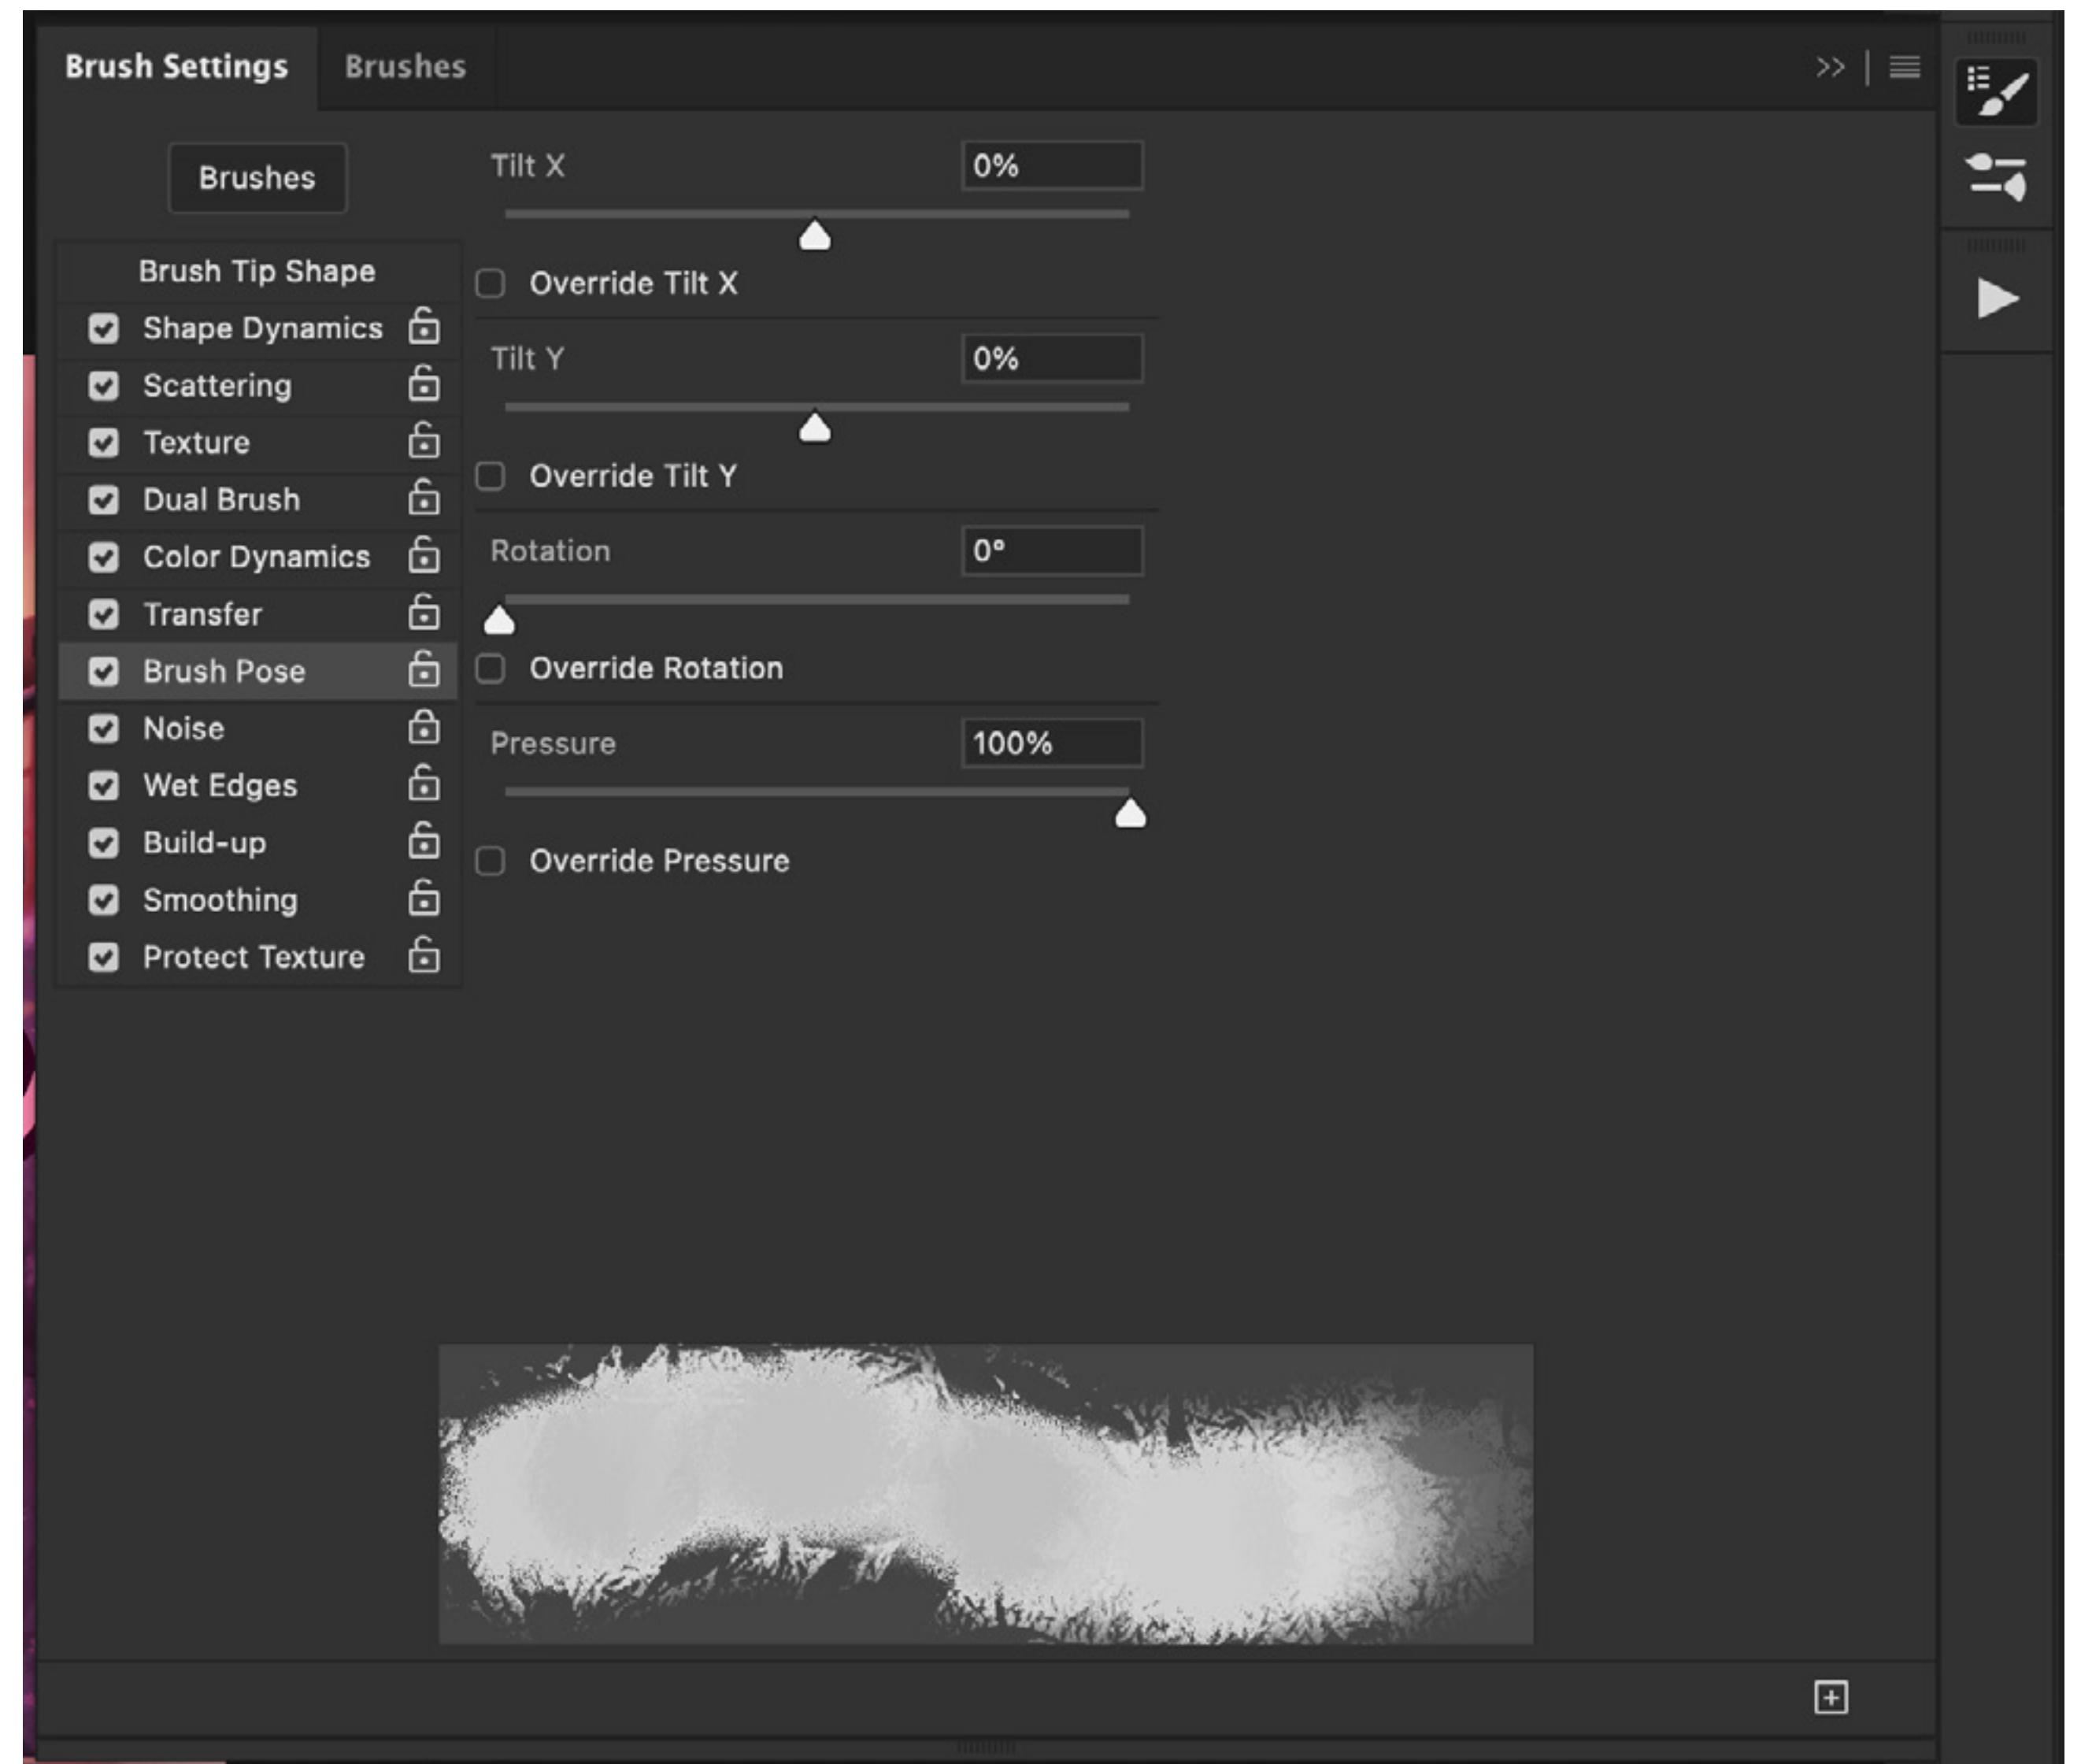 Brush Settings
Brushes
>>
Brushes
Brush Tip Shape
Shape Dynamics
Scattering
Texture
Dual Brush
Color Dynamics
Transfer
Brush Pose
Noise
Wet Edges
Build-up
Smoothing
Protect Texture
Tilt X
0%
Override Tilt X
Tilt Y
0%
Override Tilt Y
Rotation
0°
Override Rotation
Pressure
100%
Override Pressure